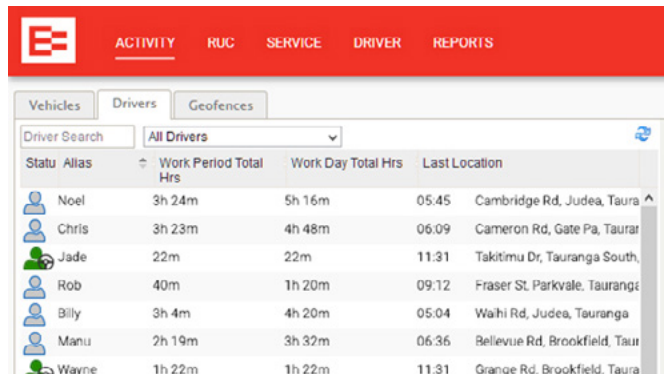 ACTIVITY RUC SERVICE DRIVER REPORTS
Vehicles Drivers Geofences
Driver Search All Drivers
Statu Alias Work Period Total Hrs Work Day Total Hrs Last Location
Noel 3h 24m 5h 16m 05:45 Cambridge Rd, Judea, Taura
Chris 3h 23m 4h 48m 06:09 Cameron Rd, Gate Pa, Taurar
Jade 22m 22m 11:31 Takitimu Dr, Tauranga South,
Rob 40m 1h 20m 09:12 Fraser St, Parkvale, Tauranga
Billy 3h 4m 4h 20m 05:04 Waihi Rd, Judea, Tauranga
Manu 2h 19m 3h 32m 06:36 Bellevue Rd, Brookfield, Taur
Wayne 1h 22m 1h 22m 11:31 Grange Rd, Brookfield, Taura